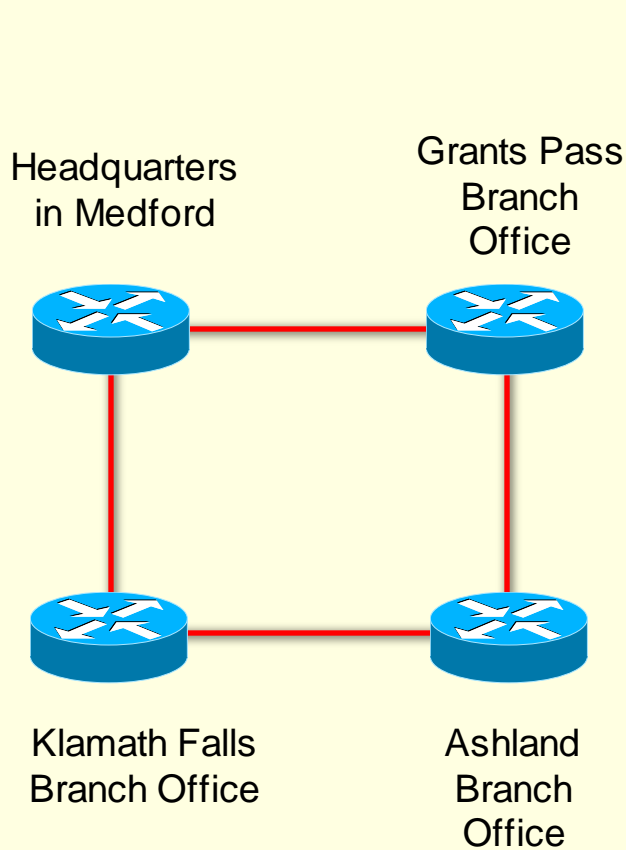 Headquarters
in Medford
Grants Pass
Branch
Office
Klamath Falls
Branch Office
Ashland
Branch
Office